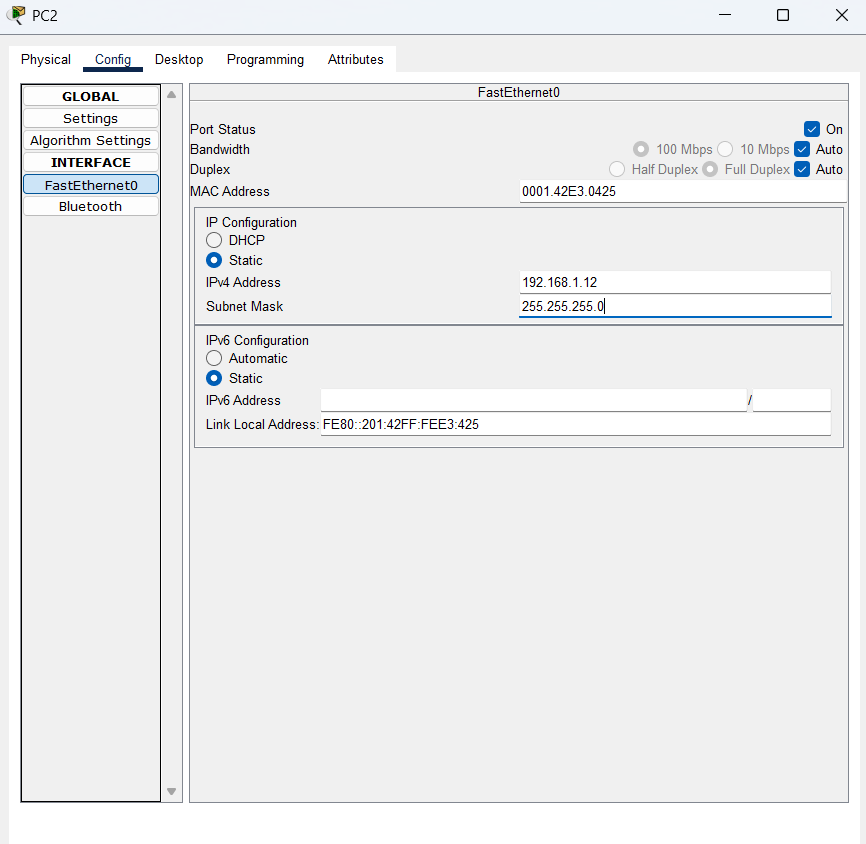 PC2
Physical Config Desktop Programming Attributes
GLOBAL
Settings
Algorithm Settings
INTERFACE
FastEthernet0
Bluetooth
FastEthernet0
Port Status On
Bandwidth 100 Mbps 10 Mbps Auto
Duplex Half Duplex Full Duplex Auto
MAC Address 0001.42E3.0425
IP Configuration
DHCP
Static
IPv4 Address 192.168.1.12
Subnet Mask 255.255.255.0
IPv6 Configuration
Automatic
Static
IPv6 Address /
Link Local Address: FE80::201:42FF:FEE3:425